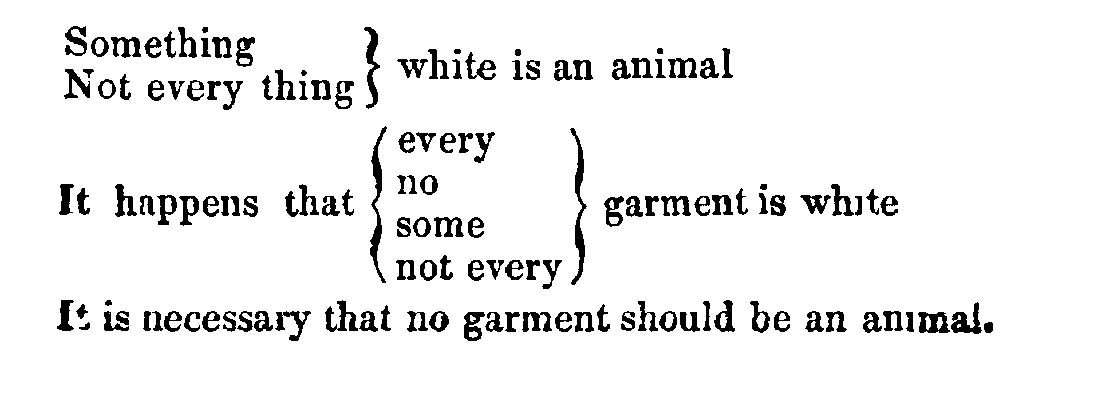 Something
Not every thing } white is an animal
It happens that { every
no
some
not every } garment is white
It is necessary that no garment should be an animal.